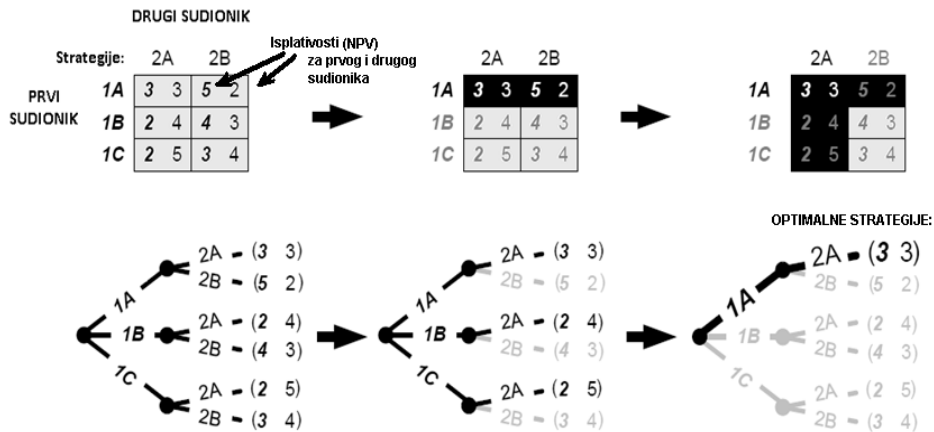 DRUGI SUDIONIK
Strategije: 2A 2B
Isplativosti (NPV)
za prvog i drugog
sudionika
PRVI
SUDIONIK
1A 3 3 5 2
1B 2 4 4 3
1C 2 5 3 4
2A 2B
1A 3 3 5 2
1B 2 4 4 3
1C 2 5 3 4
2A 2B
1A 3 3 5 2
1B 2 4 4 3
1C 2 5 3 4
1A
1B
1C
2A - (3 3)
2B - (5 2)
2A - (2 4)
2B - (4 3)
2A - (2 5)
2B - (3 4)
1A
1B
1C
2A - (3 3)
2B - (5 2)
2A - (2 4)
2B - (4 3)
2A - (2 5)
2B - (3 4)
OPTIMALNE STRATEGIJE:
1A
1B
1C
2A - (3 3)
2B - (5 2)
2A - (2 4)
2B - (4 3)
2A - (2 5)
2B - (3 4)